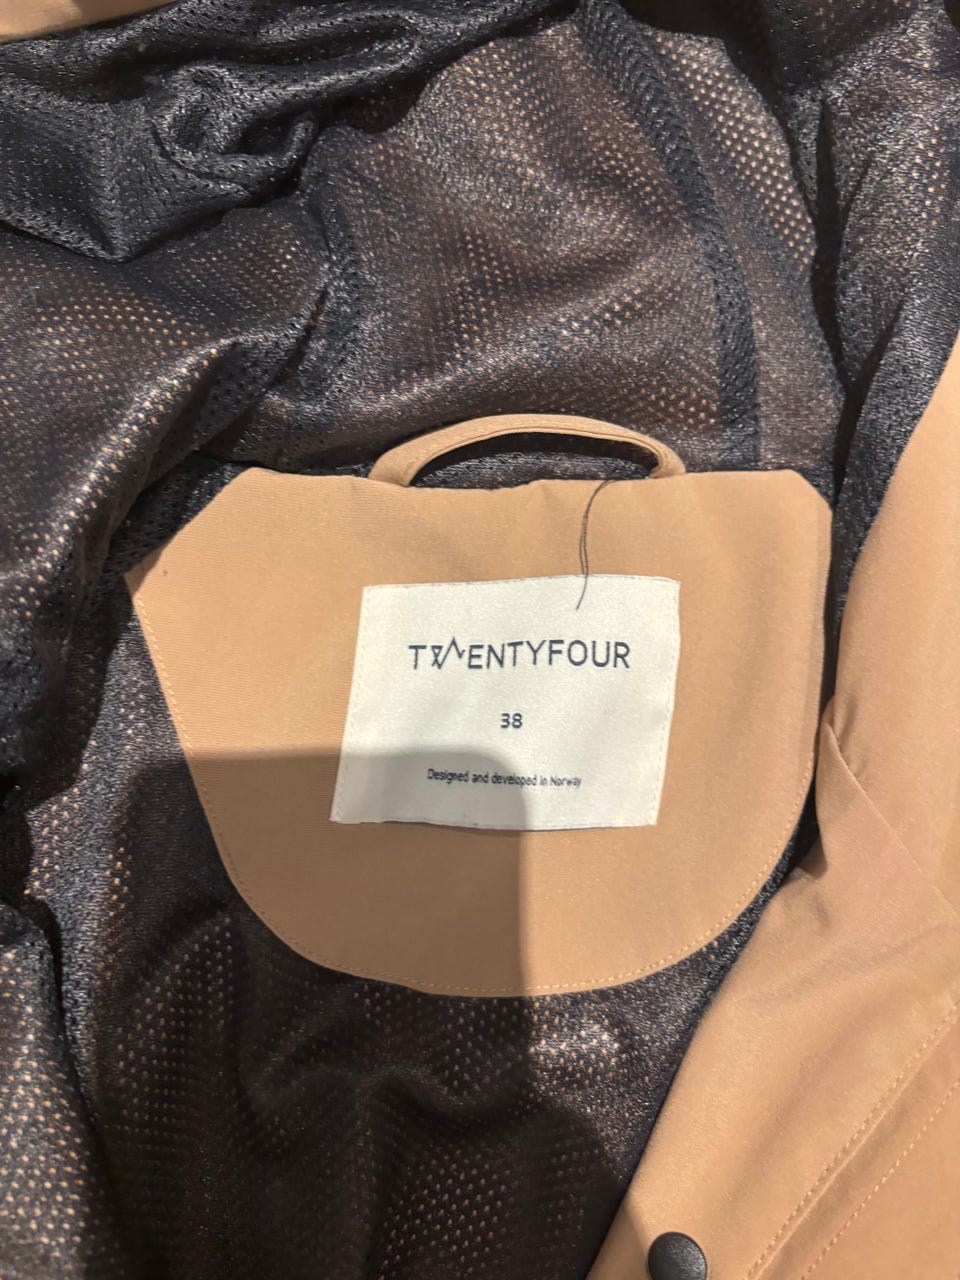 TWENTYFOUR
38
Designed and developed in Norway